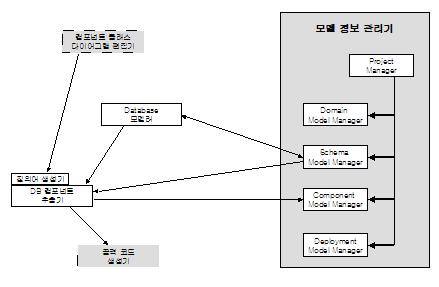 컴포넌트 클래스
다이어그램 편집기
모델 정보 관리기
Project
Manager
Database
모델러
Domain
Model Manager
Schema
Model Manager
질의어 생성기
DB 컴포넌트
추출기
Component
Model Manager
Deployment
Model Manager
골격 코드
생성기